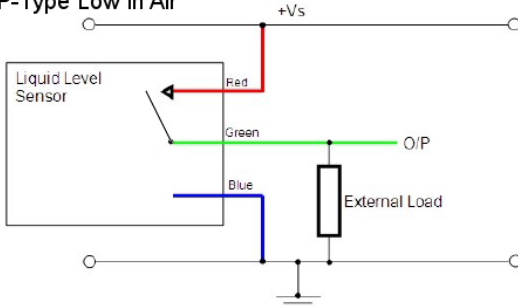 P-Type Low in Air
+Vs
Liquid Level
Sensor
Red
Green
O/P
Blue
External Load